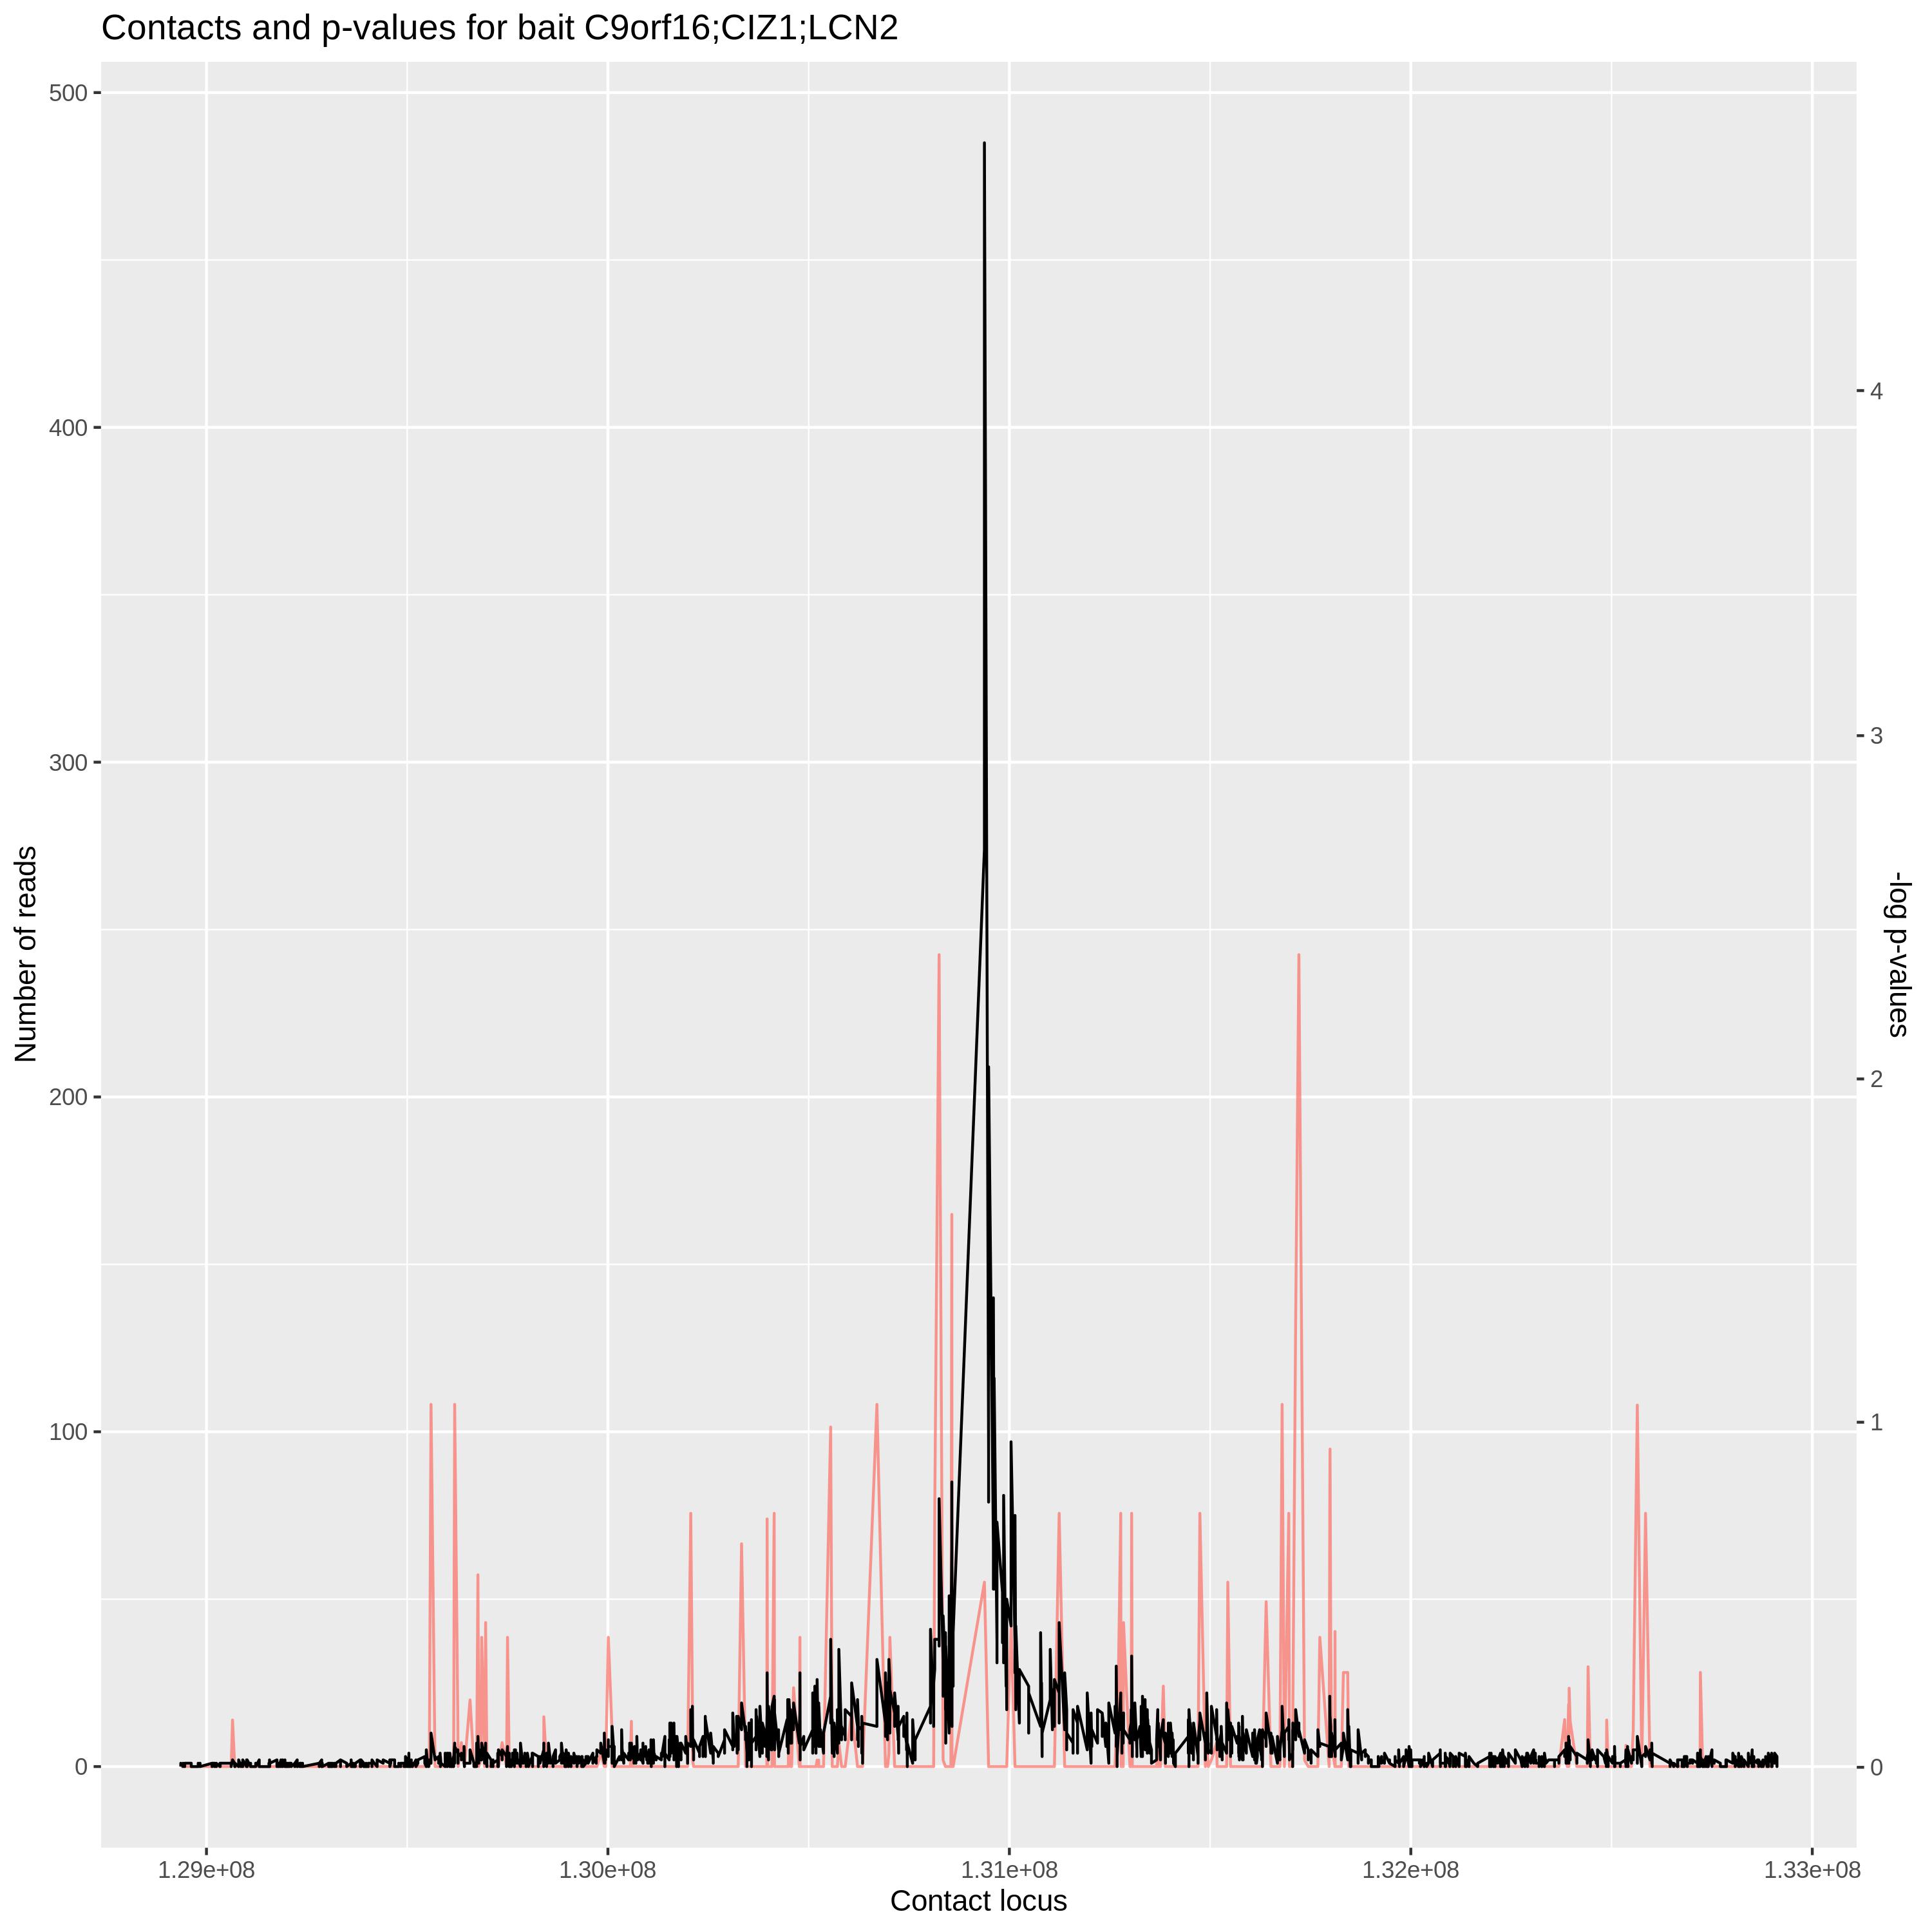 Contacts and p-values for bait C9orf16;CIZ1;LCN2
500
400
300
200
100
0
Number of reads
4
3
2
1
0
-log p-values
1.29e+08
1.30e+08
1.31e+08
1.32e+08
1.33e+08
Contact locus